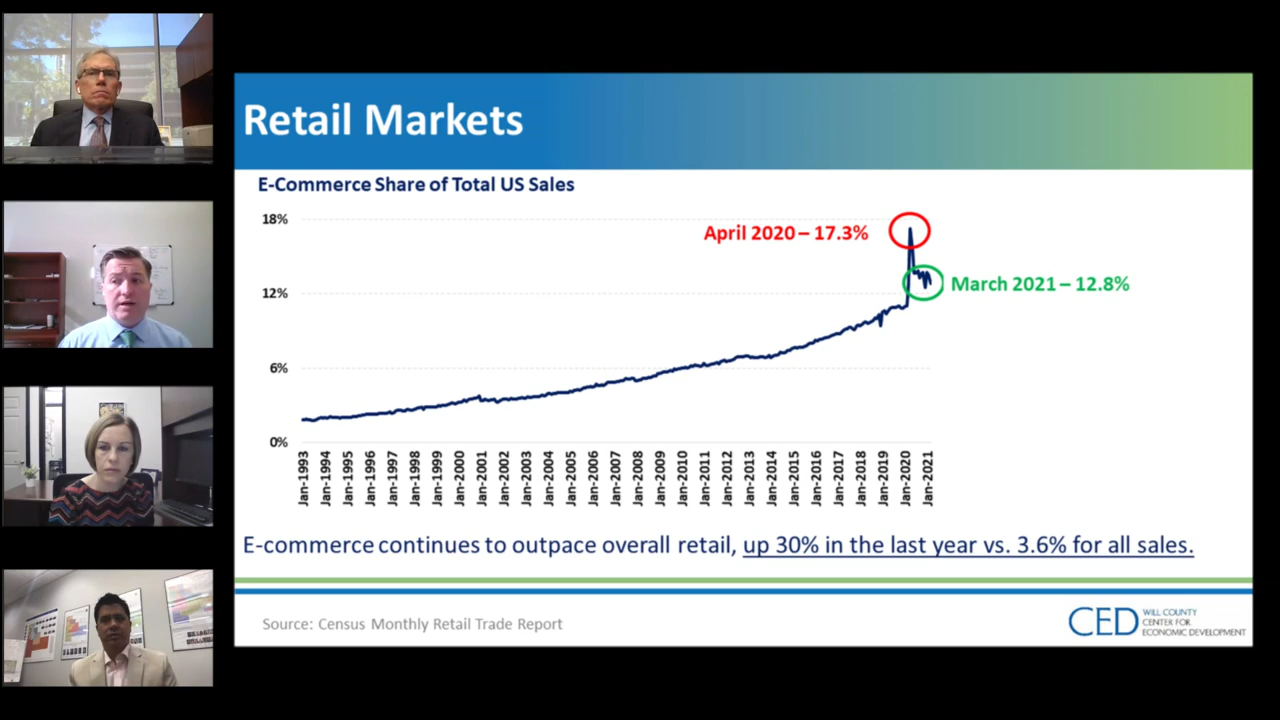 Retail Markets
E-Commerce Share of Total US Sales
18%
12%
6%
0%
April 2020 – 17.3%
March 2021 – 12.8%
Jan-1993
Jan-1994
Jan-1995
Jan-1996
Jan-1997
Jan-1998
Jan-1999
Jan-2000
Jan-2001
Jan-2002
Jan-2003
Jan-2004
Jan-2005
Jan-2006
Jan-2007
Jan-2008
Jan-2009
Jan-2010
Jan-2011
Jan-2012
Jan-2013
Jan-2014
Jan-2015
Jan-2016
Jan-2017
Jan-2018
Jan-2019
Jan-2020
Jan-2021
E-commerce continues to outpace overall retail, up 30% in the last year vs. 3.6% for all sales.
Source: Census Monthly Retail Trade Report
CED
WILL COUNTY
CENTER FOR
ECONOMIC DEVELOPMENT